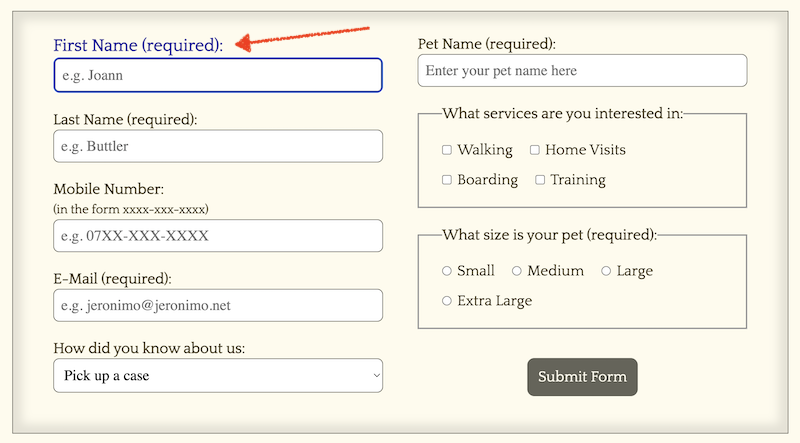 First Name (required):
e.g. Joann
Last Name (required):
e.g. Buttler
Mobile Number:
(in the form xxxx-xxx-xxxx)
e.g. 07XX-XXX-XXXX
E-Mail (required):
e.g. jeronimo@jeronimo.net
How did you know about us:
Pick up a case
Pet Name (required):
Enter your pet name here
What services are you interested in:
Walking Home Visits
Boarding Training
What size is your pet (required):
Small Medium Large
Extra Large
Submit Form